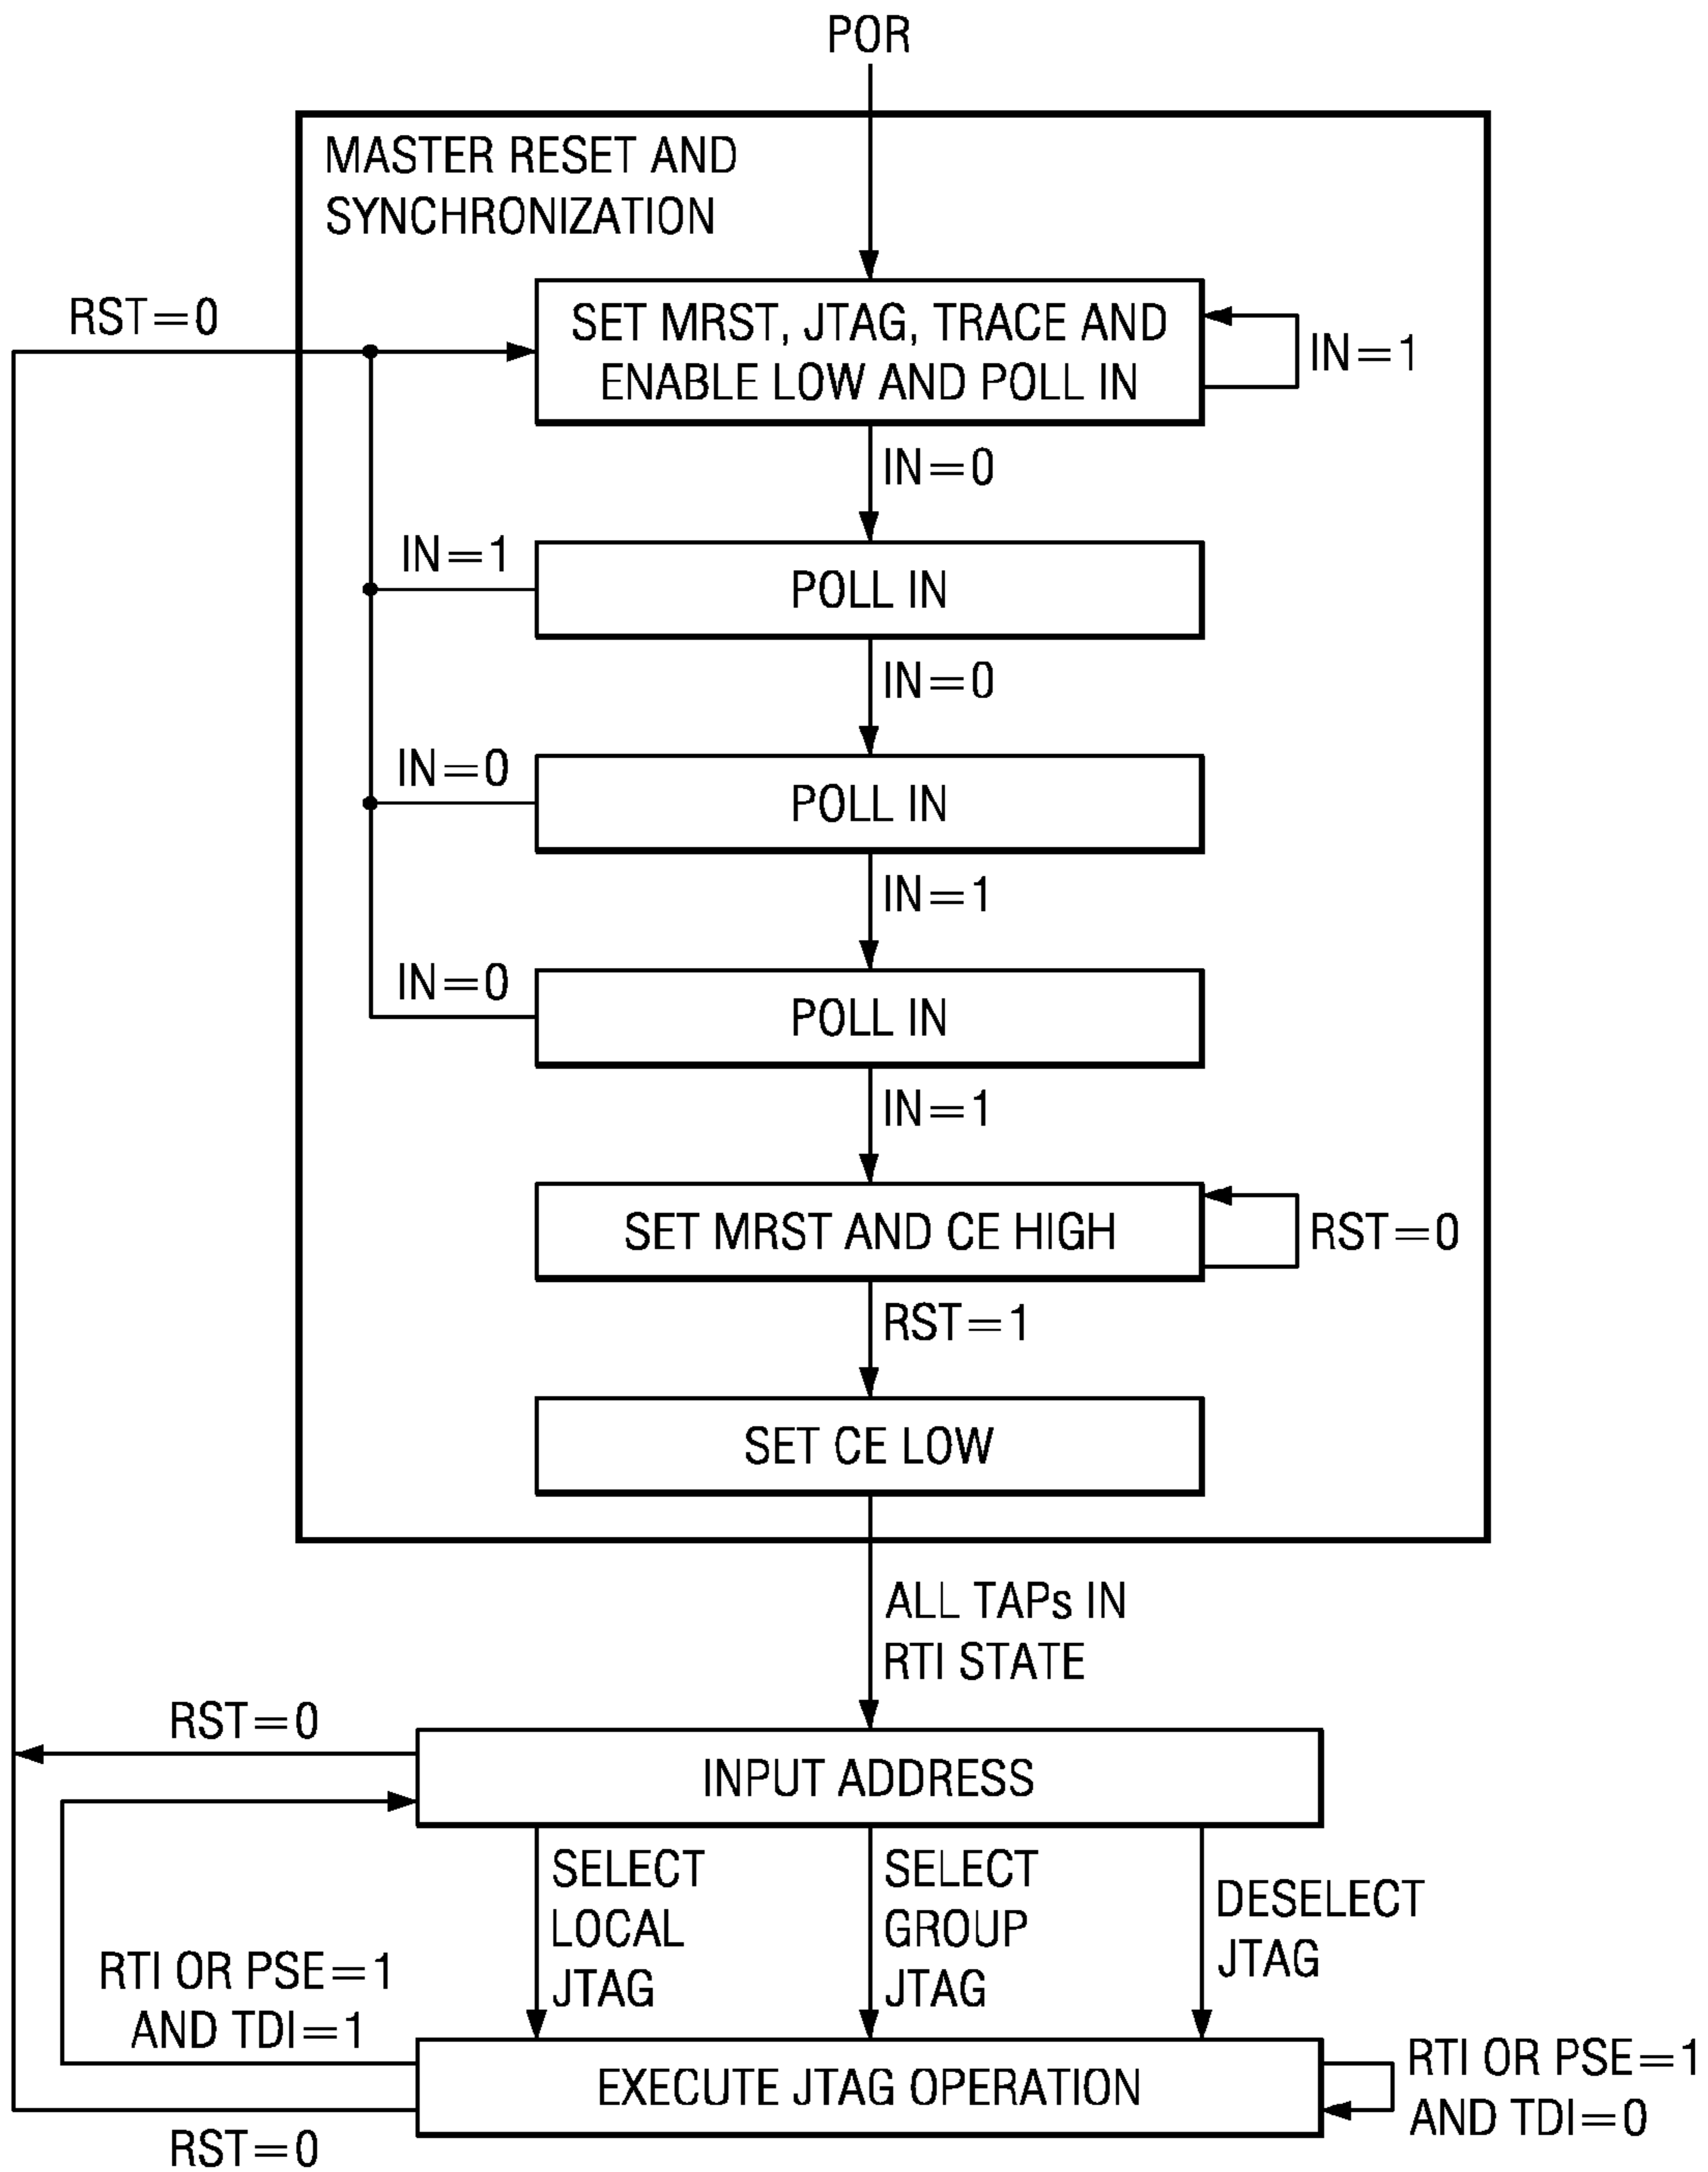 POR
MASTER RESET AND
SYNCHRONIZATION
RST=0
SET MRST, JTAG, TRACE AND
ENABLE LOW AND POLL IN
IN=1
IN=0
IN=1
POLL IN
IN=0
IN=0
POLL IN
IN=1
IN=0
POLL IN
IN=1
SET MRST AND CE HIGH
RST=0
RST=1
SET CE LOW
ALL TAPs IN
RTI STATE
RST=0
INPUT ADDRESS
SELECT
LOCAL
JTAG
SELECT
GROUP
JTAG
DESELECT
JTAG
RTI OR PSE=1
AND TDI=1
EXECUTE JTAG OPERATION
RTI OR PSE=1
AND TDI=0
RST=0